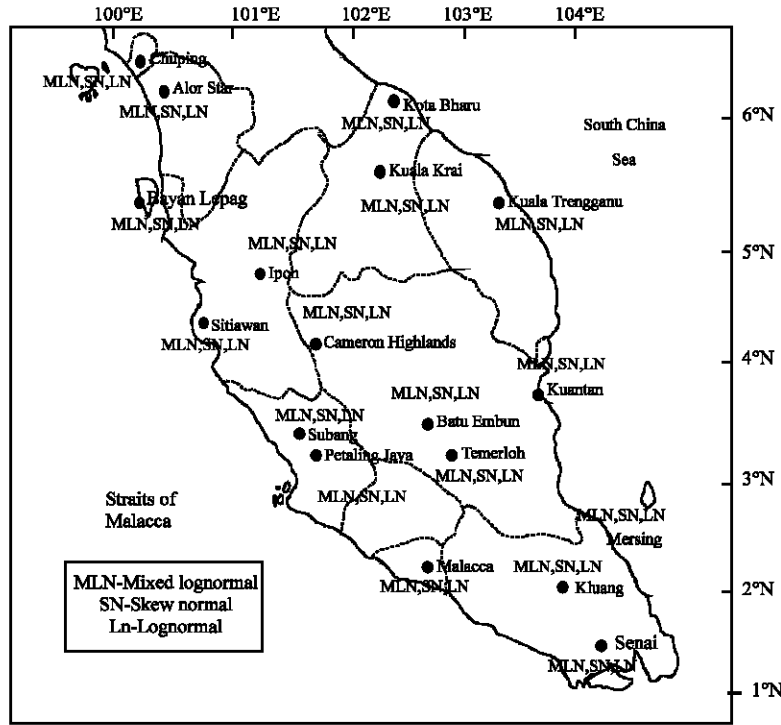 100°E 101°E 102°E 103°E 104°E
Chuping
MLN,SN,LN
Alor Star
MLN,SN,LN
Kota Bharu
MLN,SN,LN
6°N
South China
Sea
Kuala Krai
MLN,SN,LN
Bayan Lepag
MLN,SN,LN
Kuala Trengganu
MLN,SN,LN
MLN,SN,LN
Ipoh
5°N
MLN,SN,LN
Sitiawan
MLN,SN,LN
Cameron Highlands
MLN,SN,LN
Kuantan
4°N
MLN,SN,LN
Batu Embun
MLN,SN,LN
Subang
Petaling Jaya
MLN,SN,LN
Temerloh
MLN,SN,LN
3°N
Straits of
Malacca
MLN,SN,LN
Mersing
Malacca
MLN,SN,LN
MLN,SN,LN
Kluang
2°N
MLN-Mixed lognormal
SN-Skew normal
Ln-Lognormal
Senai
MLN,SN,LN
1°N